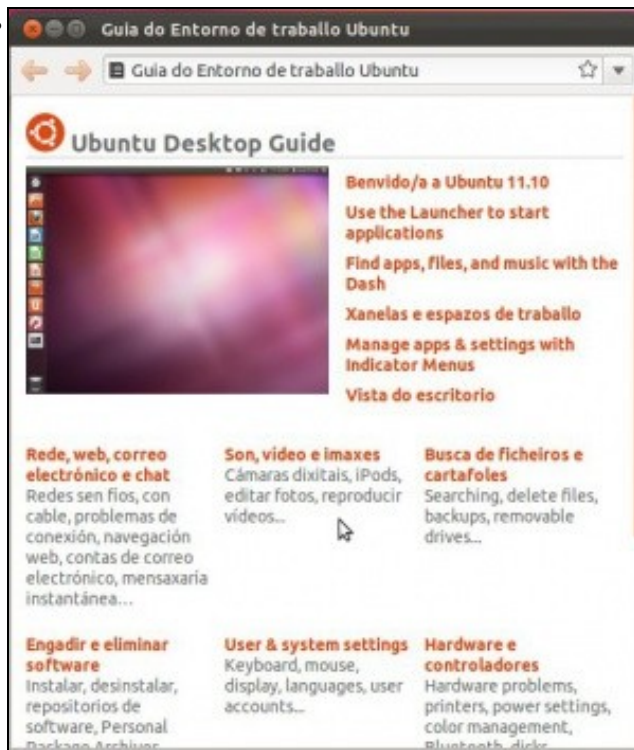 Guia do Entorno de traballo Ubuntu
Guia do Entorno de traballo Ubuntu
Ubuntu Desktop Guide
Benvido/a a Ubuntu 11.10
Use the Launcher to start
applications
Find apps, files, and music with the
Dash
Xanelas e espazos de traballo
Manage apps & settings with
Indicator Menus
Vista do escritorio
Rede, web, correo
electrónico e chat
Redes sen fíos, con
cable, problemas de
conexión, navegación
web, contas de correo
electrónico, mensaxaría
instantánea...
Son, vídeo e imaxes
Cámaras dixitais, iPods,
editar fotos, reproducir
vídeos...
Busca de ficheiros e
cartafoles
Searching, delete files,
backups, removable
drives...
Engadir e eliminar
software
Instalar, desinstalar,
repositorios de
software, Personal
Package Archives
User & system settings
Keyboard, mouse,
display, languages, user
accounts...
Hardware e
controladores
Hardware problems,
printers, power settings,
color management,
Bluetooth, disks